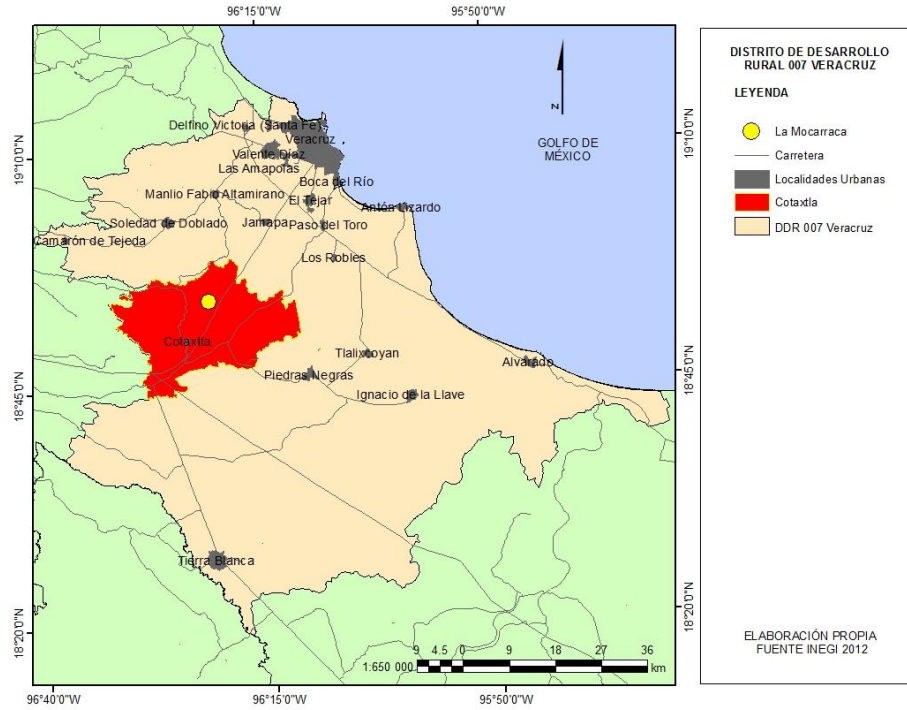 96°15'0"W
95°50'0"W
19°10'0"N
19°10'0"N
GOLFO DE
MÉXICO
N
Delfino Victoria (Santa Fe)
Veracruz
Valente Díaz
Las Amapolas
Boca del Río
Manlio Fabio Altamirano
El Tejar
Antón Lizardo
Soledad de Doblado
Jamapa
Paso del Toro
Camarón de Tejeda
Los Robles
Cotaxtla
Tlalixcoyan
Alvarado
Piedras Negras
Ignacio de la Llave
18°45'0"N
18°45'0"N
Tierra Blanca
18°20'0"N
18°20'0"N
1:650 000
9 4.5 0 9 18 27 36
km
96°40'0"W
96°15'0"W
95°50'0"W
DISTRITO DE DESARROLLO
RURAL 007 VERACRUZ
LEYENDA
La Mocarraca
Carretera
Localidades Urbanas
Cotaxtla
DDR 007 Veracruz
ELABORACIÓN PROPIA
FUENTE INEGI 2012